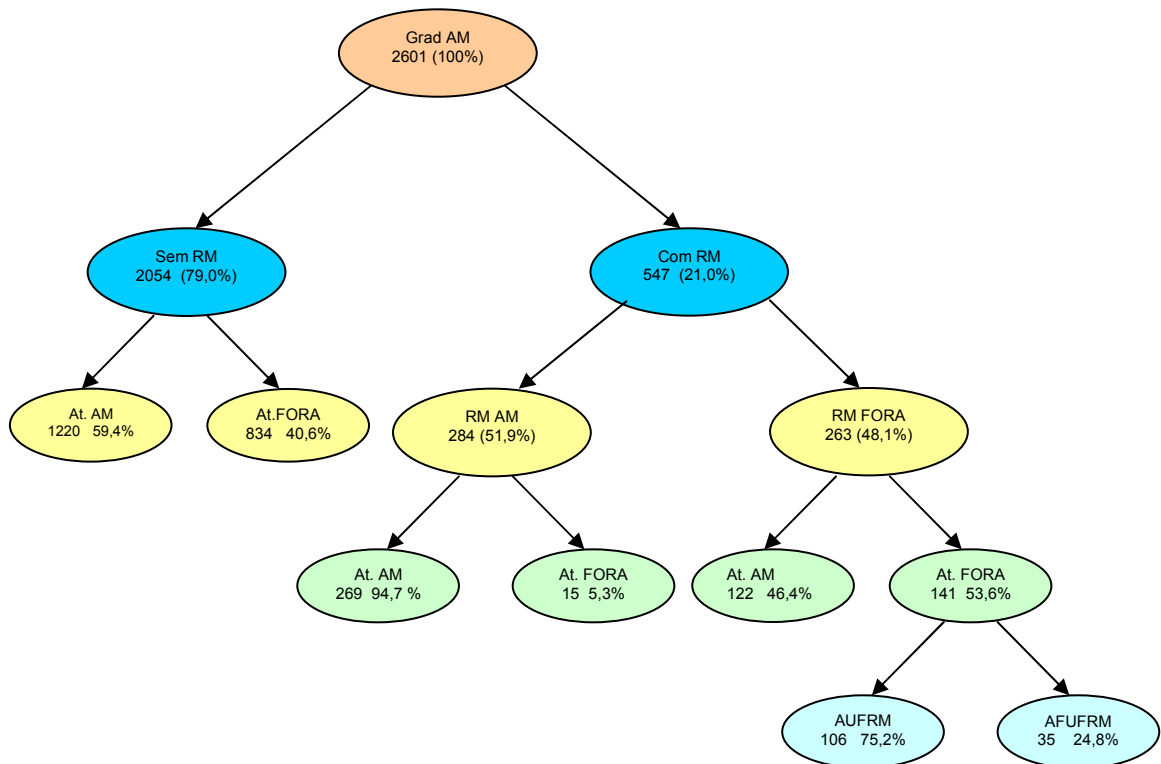 Grad AM
2601 (100%)
Sem RM
2054 (79,0%)
Com RM
547 (21,0%)
At. AM
1220 59,4%
At.FORA
834 40,6%
RM AM
284 (51,9%)
RM FORA
263 (48,1%)
At. AM
269 94,7 %
At. FORA
15 5,3%
At. AM
122 46,4%
At. FORA
141 53,6%
AUFRM
106 75,2%
AFUFRM
35 24,8%